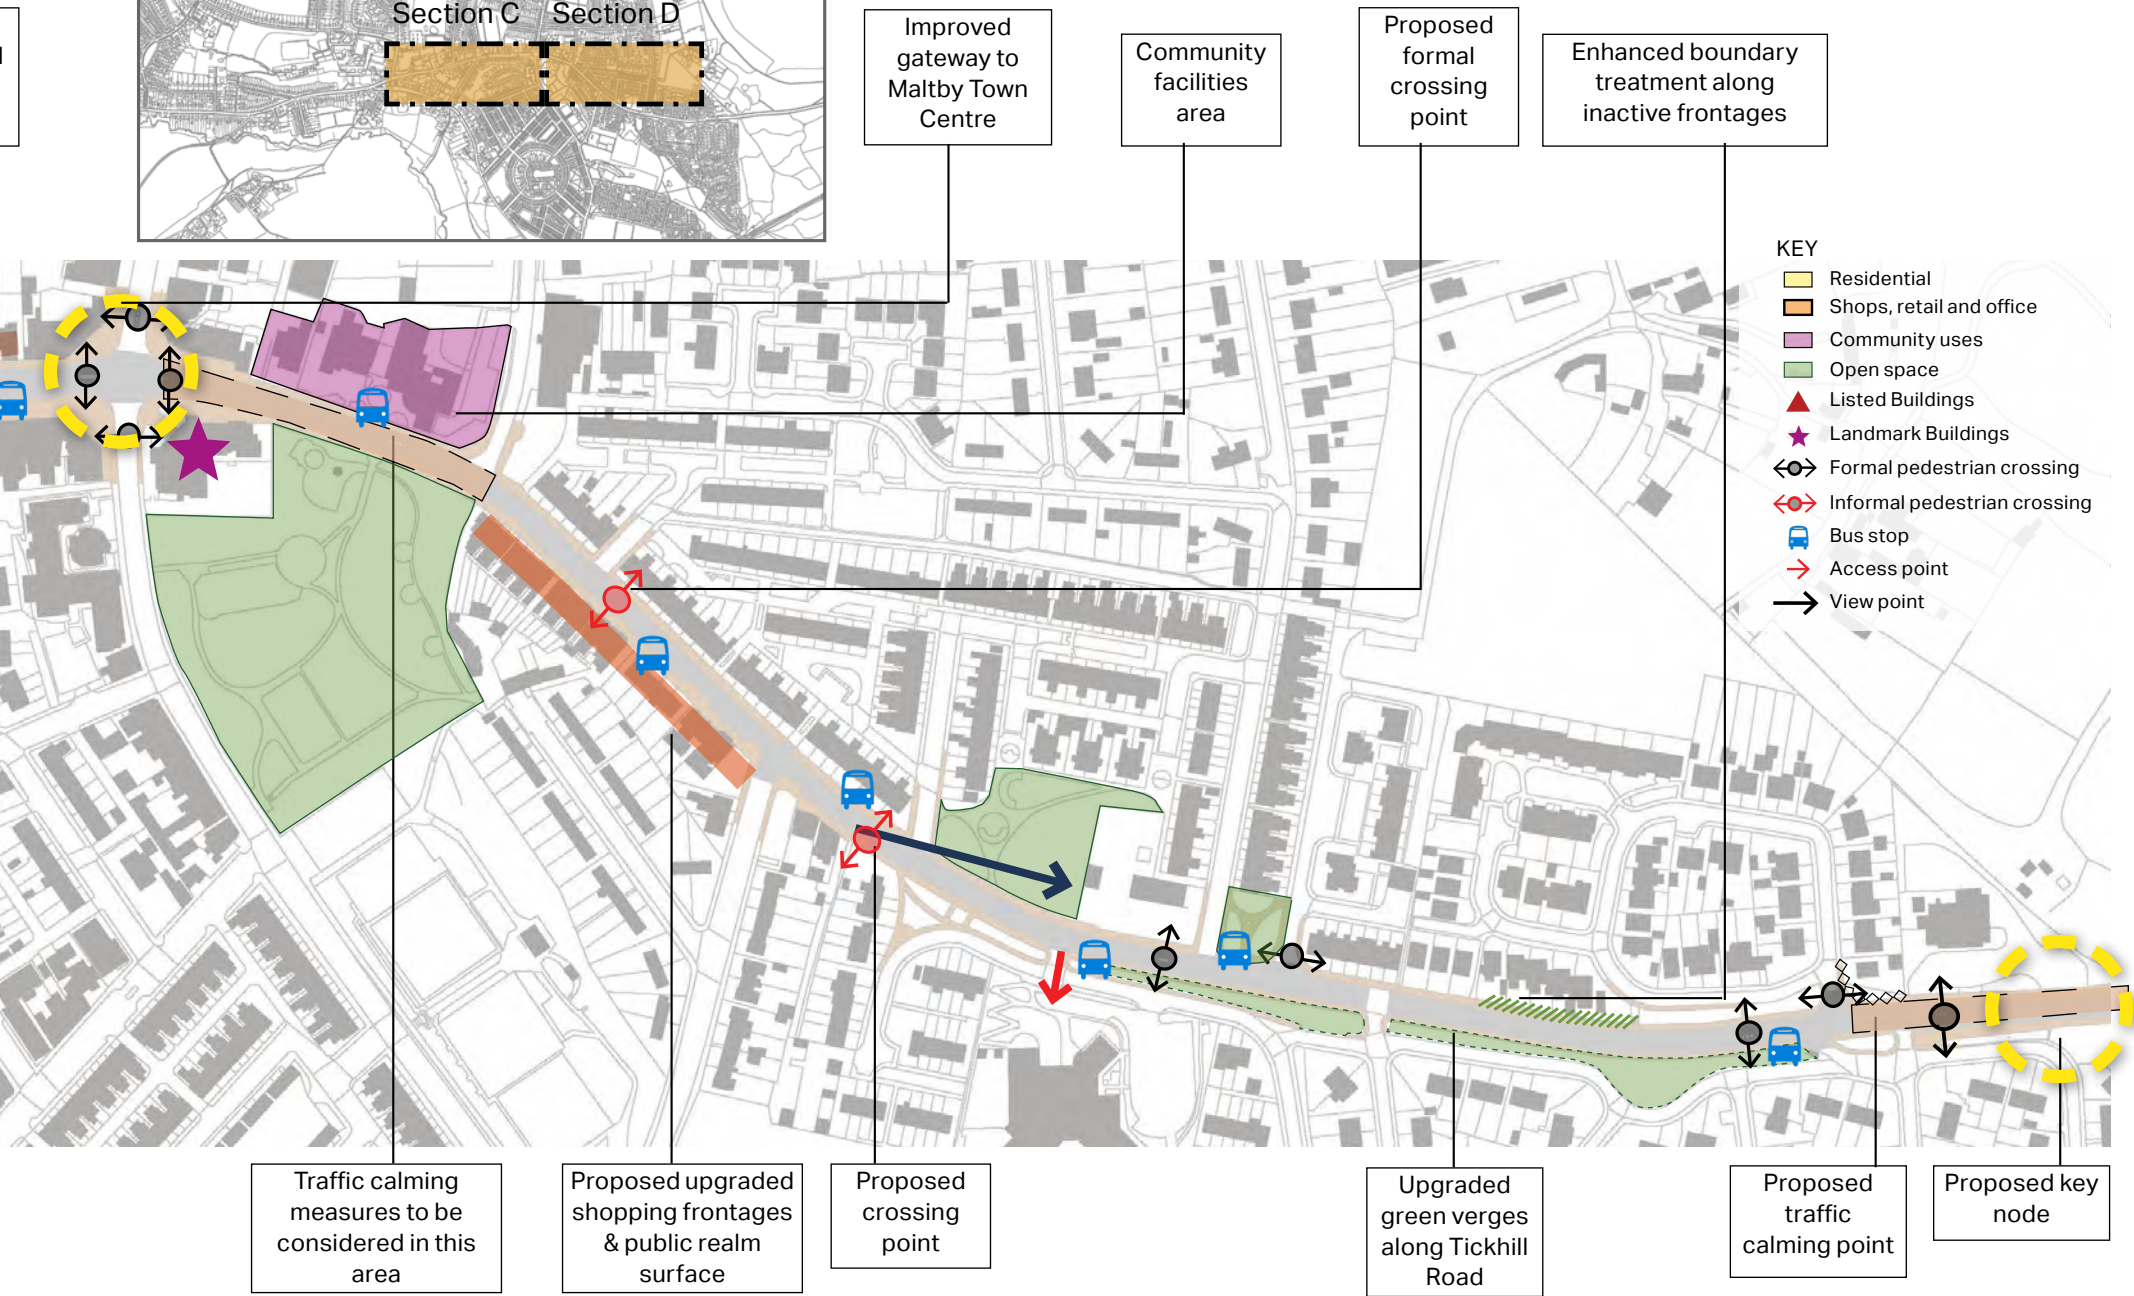 Section C
Section D
Improved
gateway to
Maltby Town
Centre
Community
facilities
area
Proposed
formal
crossing
point
Enhanced boundary
treatment along
inactive frontages
KEY
Residential
Shops, retail and office
Community uses
Open space
Listed Buildings
Landmark Buildings
Formal pedestrian crossing
Informal pedestrian crossing
Bus stop
Access point
View point
Traffic calming
measures to be
considered in this
area
Proposed upgraded
shopping frontages
& public realm
surface
Proposed
crossing
point
Upgraded
green verges
along Tickhill
Road
Proposed
traffic
calming point
Proposed key
node